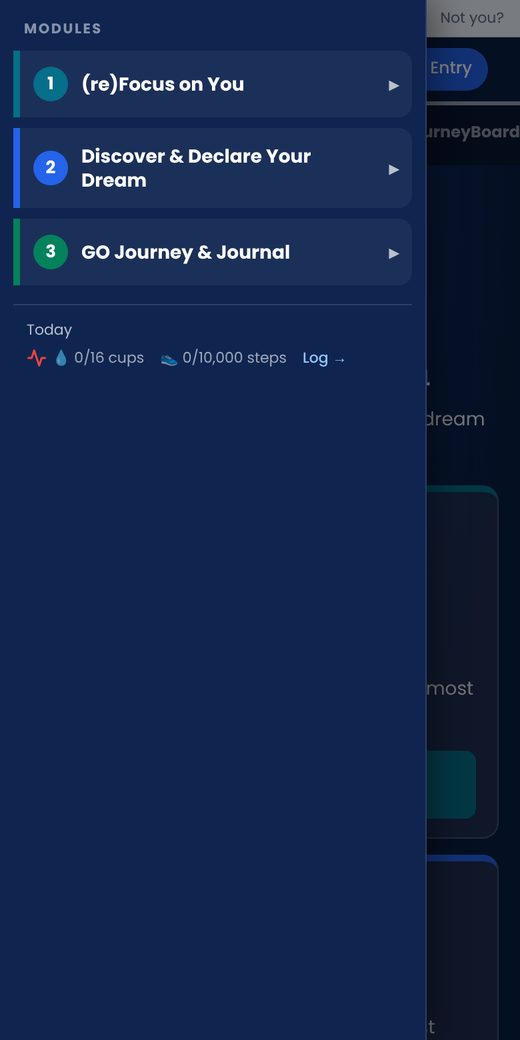 MODULES
Not you?
1 (re)Focus on You ▶
Entry
urneyBoard
2 Discover & Declare Your
Dream ▶
3 GO Journey & Journal ▶
Today
0/16 cups 0/10,000 steps Log →
dream
most
t